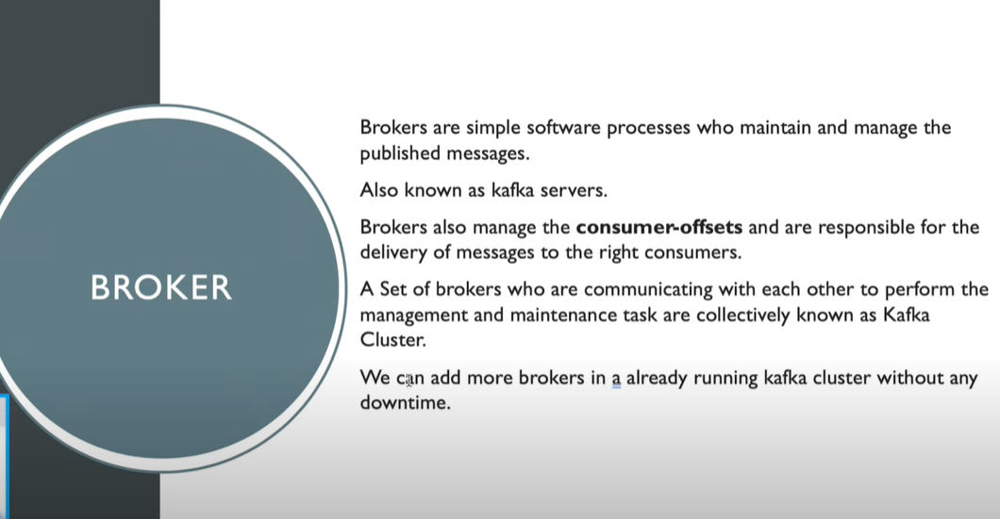 BROKER
Brokers are simple software processes who maintain and manage the
published messages.
Also known as kafka servers.
Brokers also manage the consumer-offsets and are responsible for the
delivery of messages to the right consumers.
A Set of brokers who are communicating with each other to perform the
management and maintenance task are collectively known as Kafka
Cluster.
We can add more brokers in a already running kafka cluster without any
downtime.